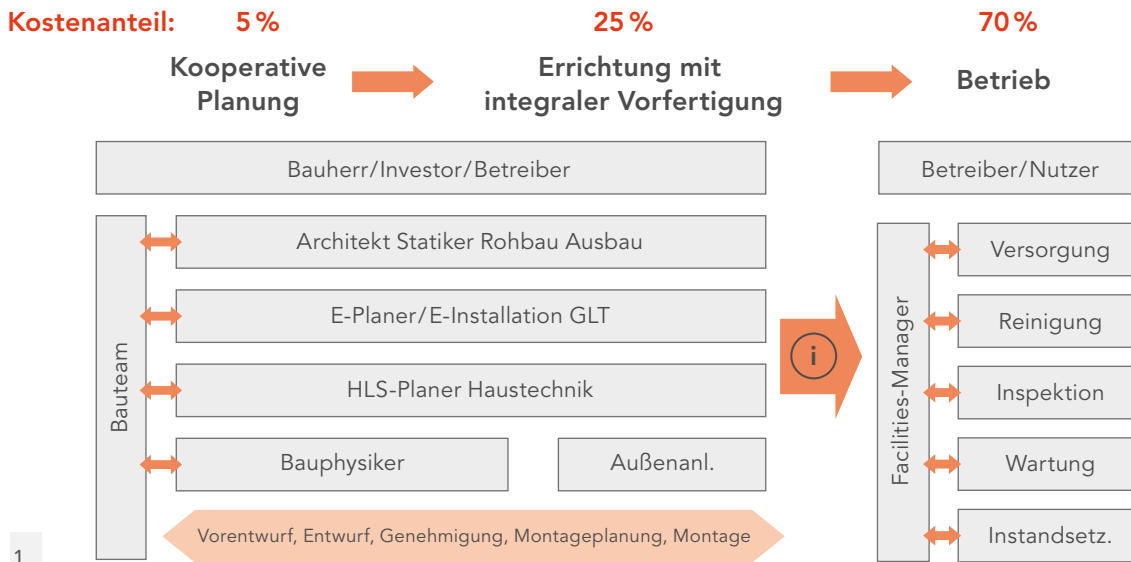 Kostenanteil: 5 % 25 % 70 %
Kooperative
Planung
Errichtung mit
integraler Vorfertigung
Betrieb
Bauherr/Investor/Betreiber
Betreiber/Nutzer
Bauteam
Architekt Statiker Rohbau Ausbau
E-Planer/E-Installation GLT
HLS-Planer Haustechnik
Bauphysiker
Außenanl.
Vorentwurf, Entwurf, Genehmigung, Montageplanung, Montage
i
Facilities-Manager
Versorgung
Reinigung
Inspektion
Wartung
Instandsetz.
1